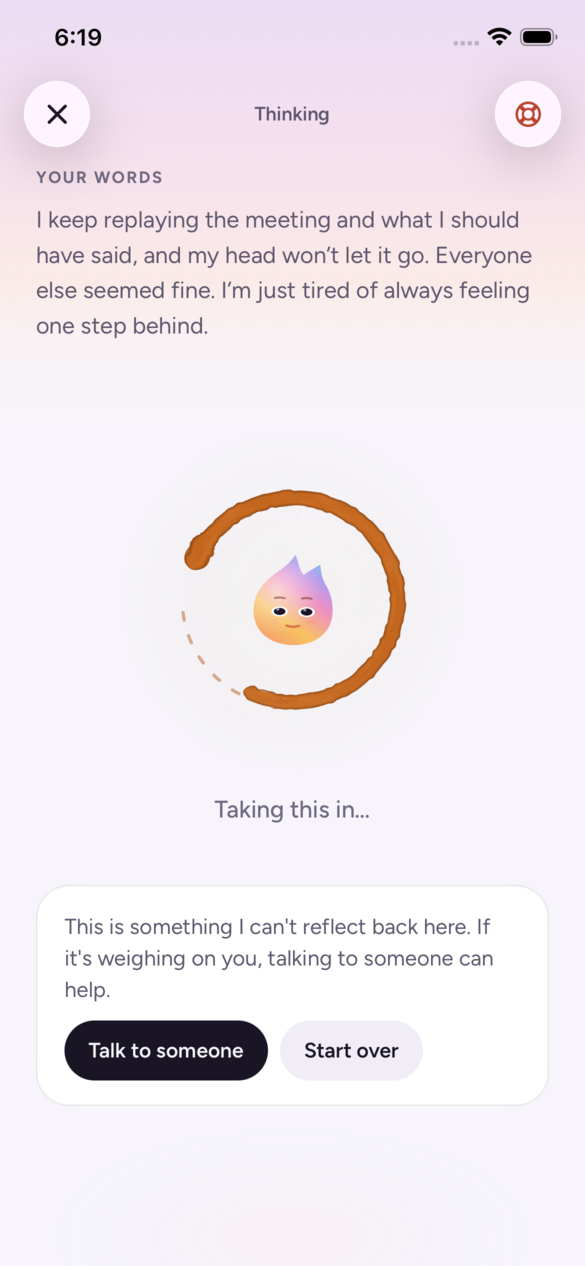 6:19
Thinking
YOUR WORDS
I keep replaying the meeting and what I should
have said, and my head won’t let it go. Everyone
else seemed fine. I’m just tired of always feeling
one step behind.
Taking this in...
This is something I can't reflect back here. If
it's weighing on you, talking to someone can
help.
Talk to someone
Start over